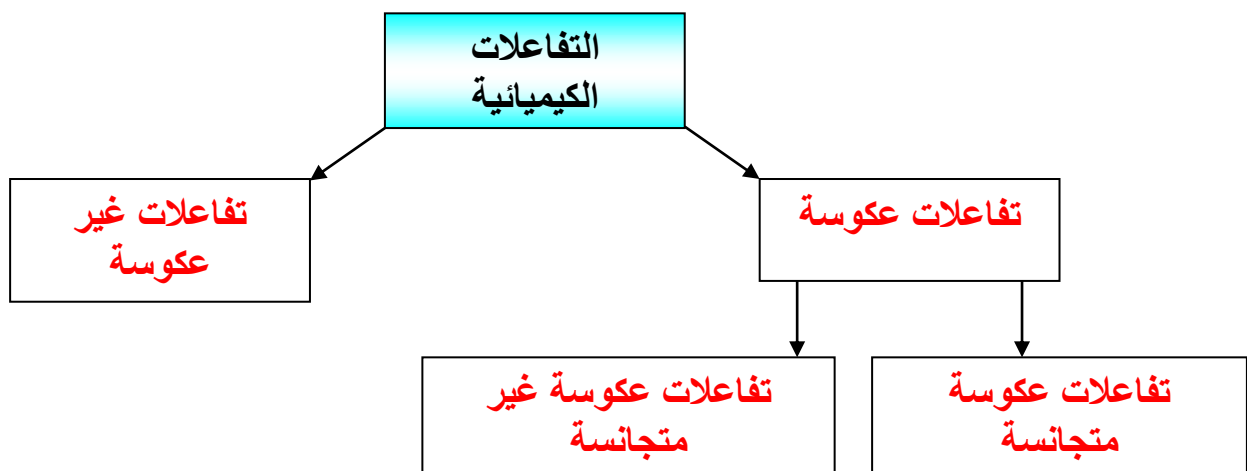 التفاعلات
الكيميائية
تفاعلات عكوسة
تفاعلات غير
عكوسة
تفاعلات عكوسة
متجانسة
تفاعلات عكوسة غير
متجانسة